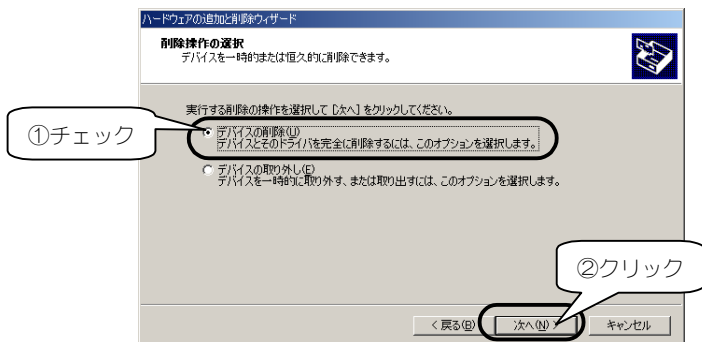 ハードウェアの追加と削除ウィザード
削除操作の選択
デバイスを一時的または恒久的に削除できます。
実行する削除の操作を選択して [次へ] をクリックしてください。
①チェック
デバイスの削除(U)
デバイスとそのドライバを完全に削除するには、このオプションを選択します。
デバイスの取り外し(E)
デバイスを一時的に取り外す、または取り出すには、このオプションを選択します。
②クリック
< 戻る(B)
次へ(N) >
キャンセル